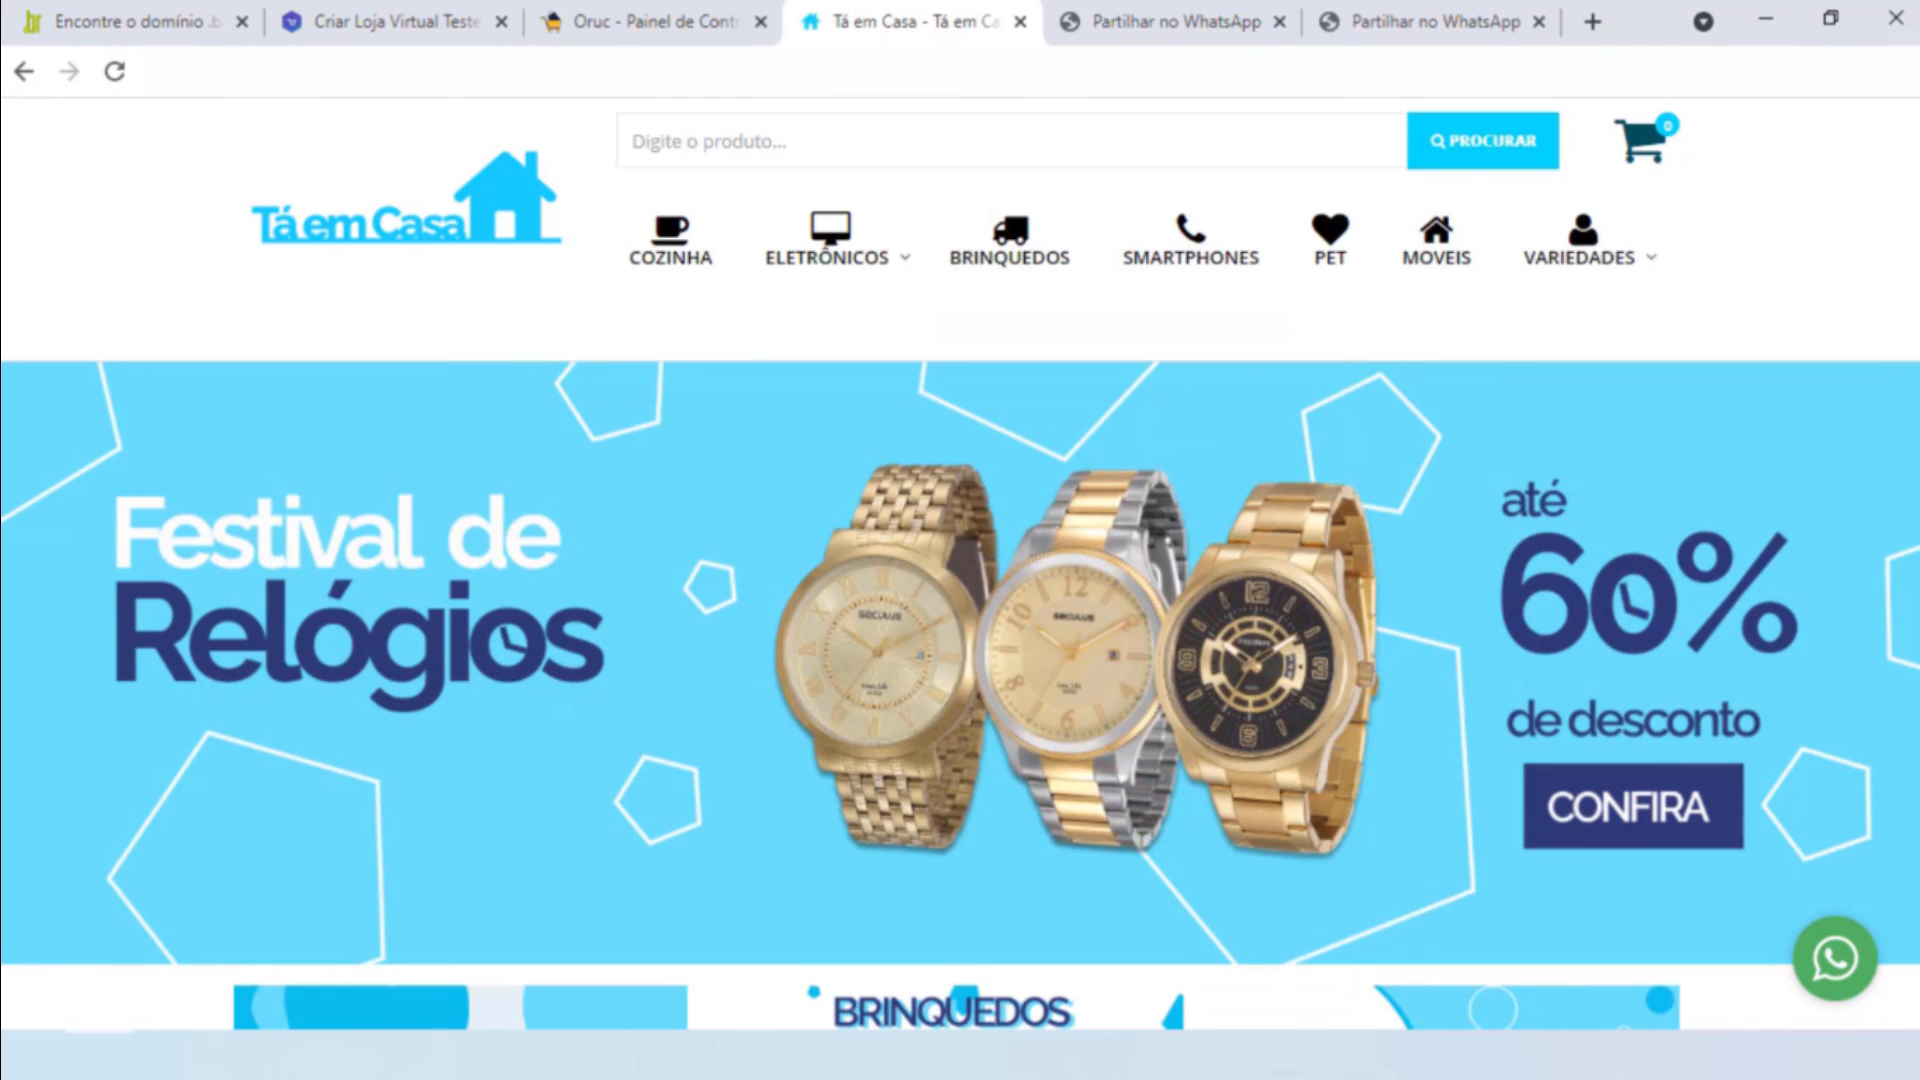 Encontre o domínio .b
Criar Loja Virtual Teste
Oruc - Painel de Cont
Tá em Casa - Tá em Ca
Partilhar no WhatsApp
Partilhar no WhatsApp
Digite o produto...
PROCURAR
0
Tá em Casa
COZINHA
ELETRÔNICOS
BRINQUEDOS
SMARTPHONES
PET
MOVEIS
VARIEDADES
Festival de
Relógios
SECULUS
SECULUS
até
60%
de desconto
CONFIRA
BRINQUEDOS